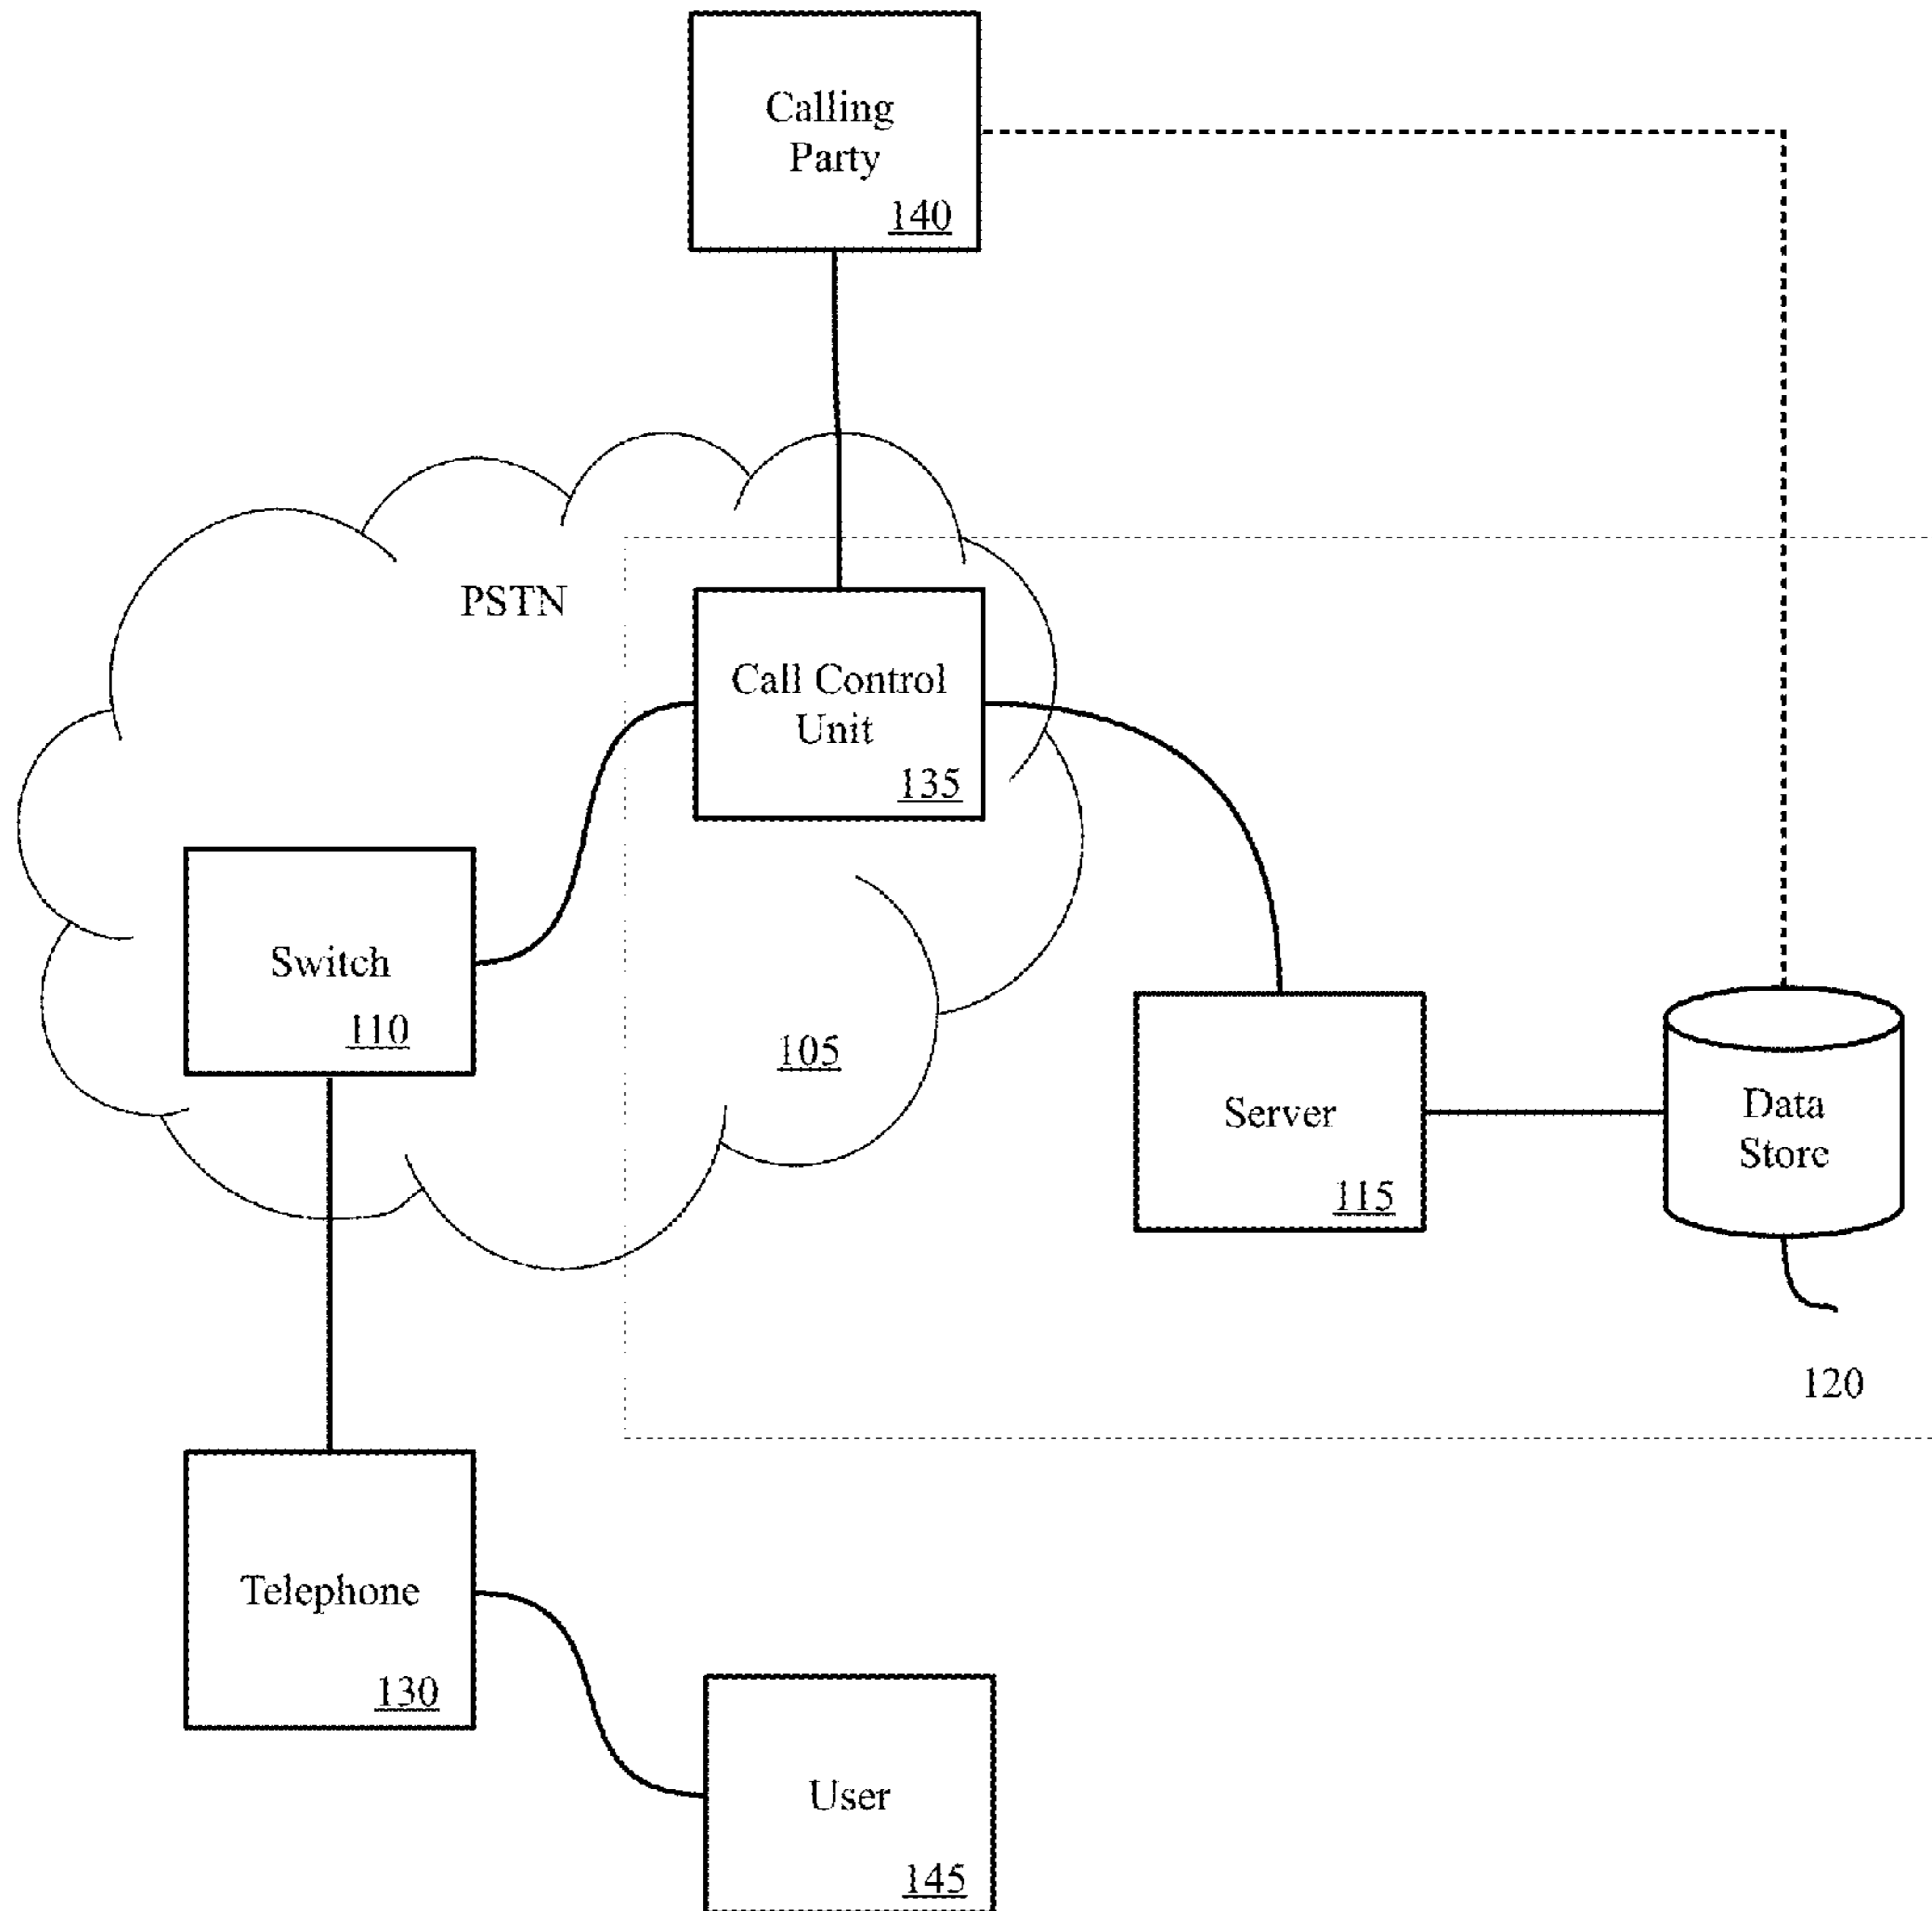 Calling
Party
140
PSTN
Call Control
Unit
135
Switch
110
105
Server
115
Data
Store
120
Telephone
130
User
145